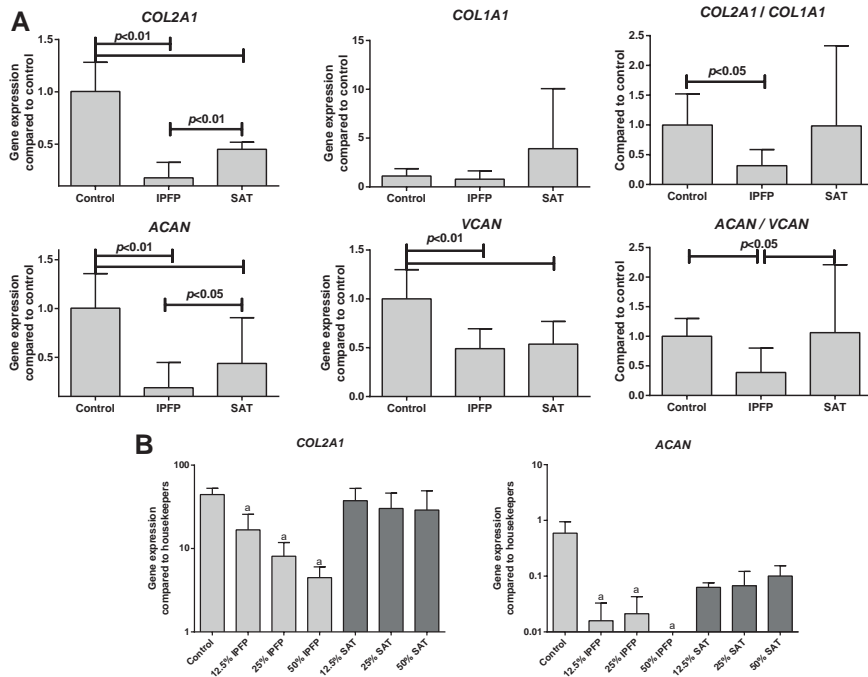 A
COL2A1
Gene expression
compared to control
1.5
1.0
0.5
p<0.01
p<0.01
Control IPFP SAT
COL1A1
Gene expression
compared to control
15
10
5
0
Control IPFP SAT
COL2A1 / COL1A1
Compared to control
2.5
2.0
1.5
1.0
0.5
0.0
p<0.05
Control IPFP SAT
ACAN
Gene expression
compared to control
1.5
1.0
0.5
p<0.01
p<0.05
Control IPFP SAT
VCAN
Gene expression
compared to control
1.5
1.0
0.5
0.0
p<0.01
Control IPFP SAT
ACAN / VCAN
Compared to control
2.5
2.0
1.5
1.0
0.5
0.0
p<0.05
Control IPFP SAT
B
COL2A1
Gene expression
compared to housekeepers
100
10
1
a
a
a
Control
12.5% IPFP
25% IPFP
50% IPFP
12.5% SAT
25% SAT
50% SAT
ACAN
Gene expression
compared to housekeepers
10
1
0.1
0.01
a
a
a
Control
12.5% IPFP
25% IPFP
50% IPFP
12.5% SAT
25% SAT
50% SAT